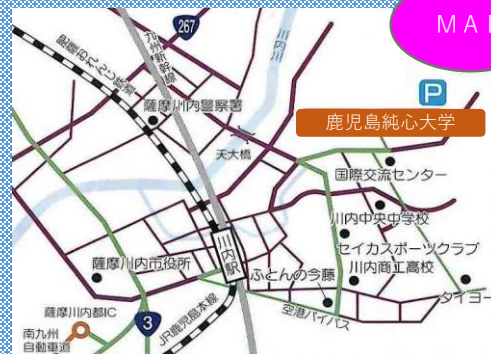 MA
267
川内川
肥薩おれんじ鉄道
九州新幹線
薩摩川内警察署
P
天大橋
鹿児島純心大学
国際交流センター
川内中央中学校
セイカスポーツクラブ
川内商工高校
川内駅
薩摩川内市役所
ふとんの今藤
タイヨー
空港バイパス
薩摩川内都IC
3
JR鹿児島本線
南九州
自動車道